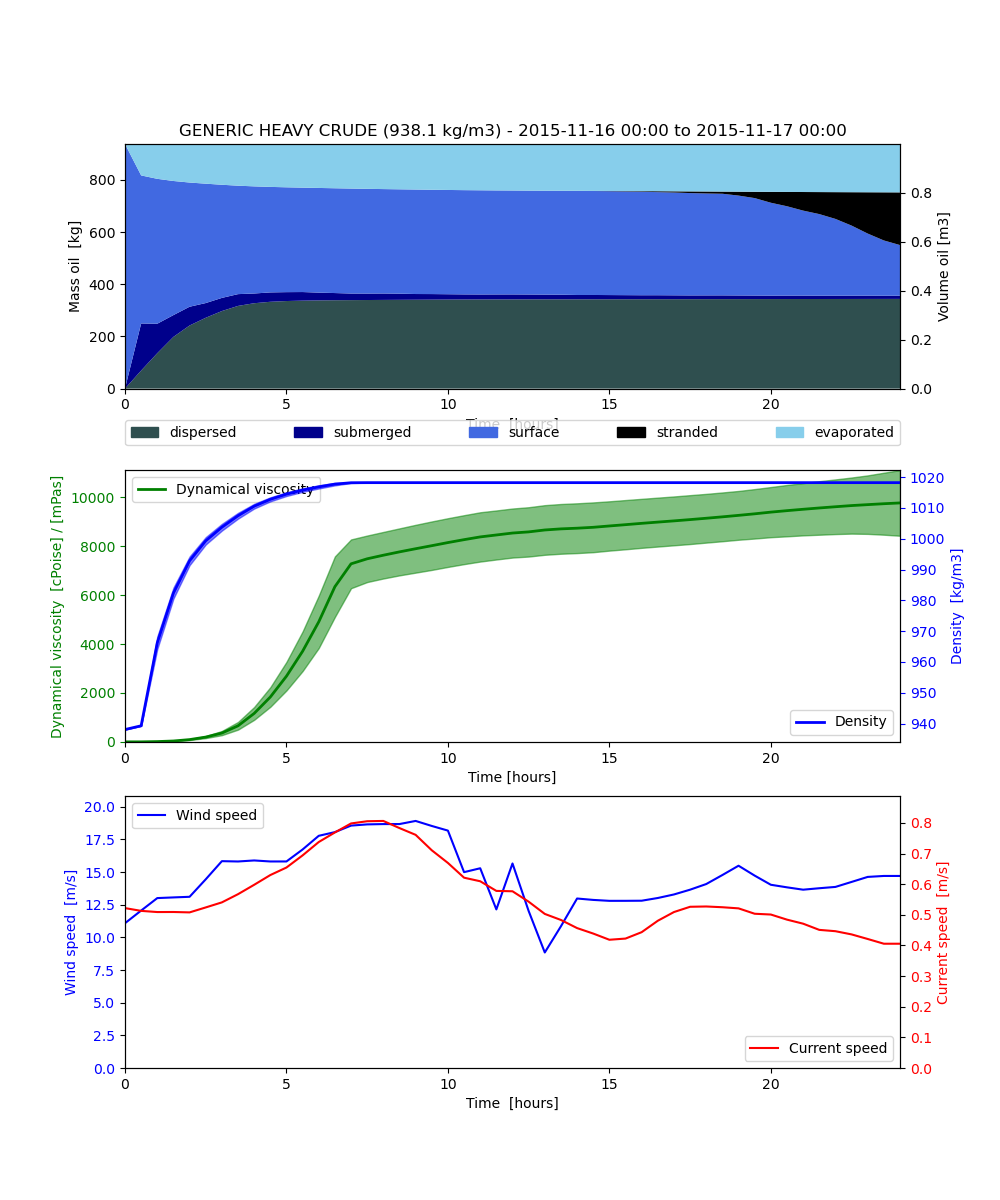 GENERIC HEAVY CRUDE (938.1 kg/m3) - 2015-11-16 00:00 to 2015-11-17 00:00
Mass oil [kg]
800
600
400
200
0
0.8
0.6
0.4
0.2
0.0
Volume oil [m3]
0 5 10 15 20
Time [hours]
dispersed submerged surface stranded evaporated
Dynamical viscosity [cPoise] / [mPas]
10000
8000
6000
4000
2000
0
Dynamical viscosity
1020
1010
1000
990
980
970
960
950
940
Density [kg/m3]
Density
0 5 10 15 20
Time [hours]
Wind speed [m/s]
20.0
17.5
15.0
12.5
10.0
7.5
5.0
2.5
0.0
Wind speed
0.8
0.7
0.6
0.5
0.4
0.3
0.2
0.1
0.0
Current speed [m/s]
Current speed
0 5 10 15 20
Time [hours]